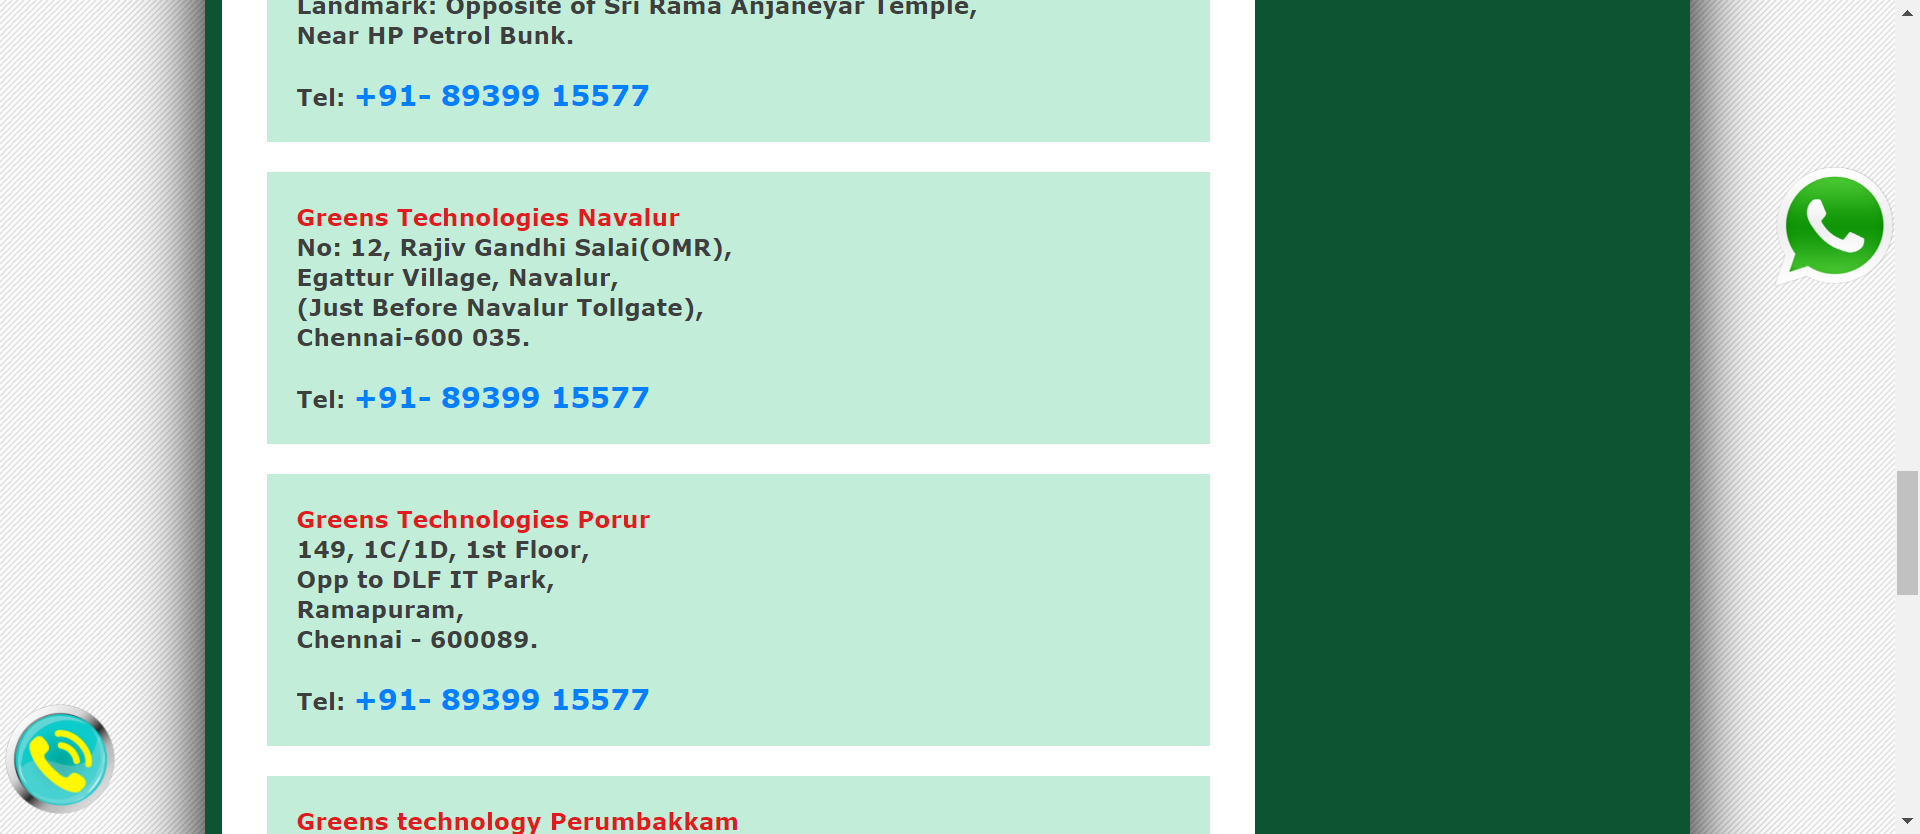 Landmark: Opposite of Sri Rama Anjaneyar Temple,
Near HP Petrol Bunk.
Tel: +91- 89399 15577
Greens Technologies Navalur
No: 12, Rajiv Gandhi Salai(OMR),
Egattur Village, Navalur,
(Just Before Navalur Tollgate),
Chennai-600 035.
Tel: +91- 89399 15577
Greens Technologies Porur
149, 1C/1D, 1st Floor,
Opp to DLF IT Park,
Ramapuram,
Chennai - 600089.
Tel: +91- 89399 15577
Greens technology Perumbakkam